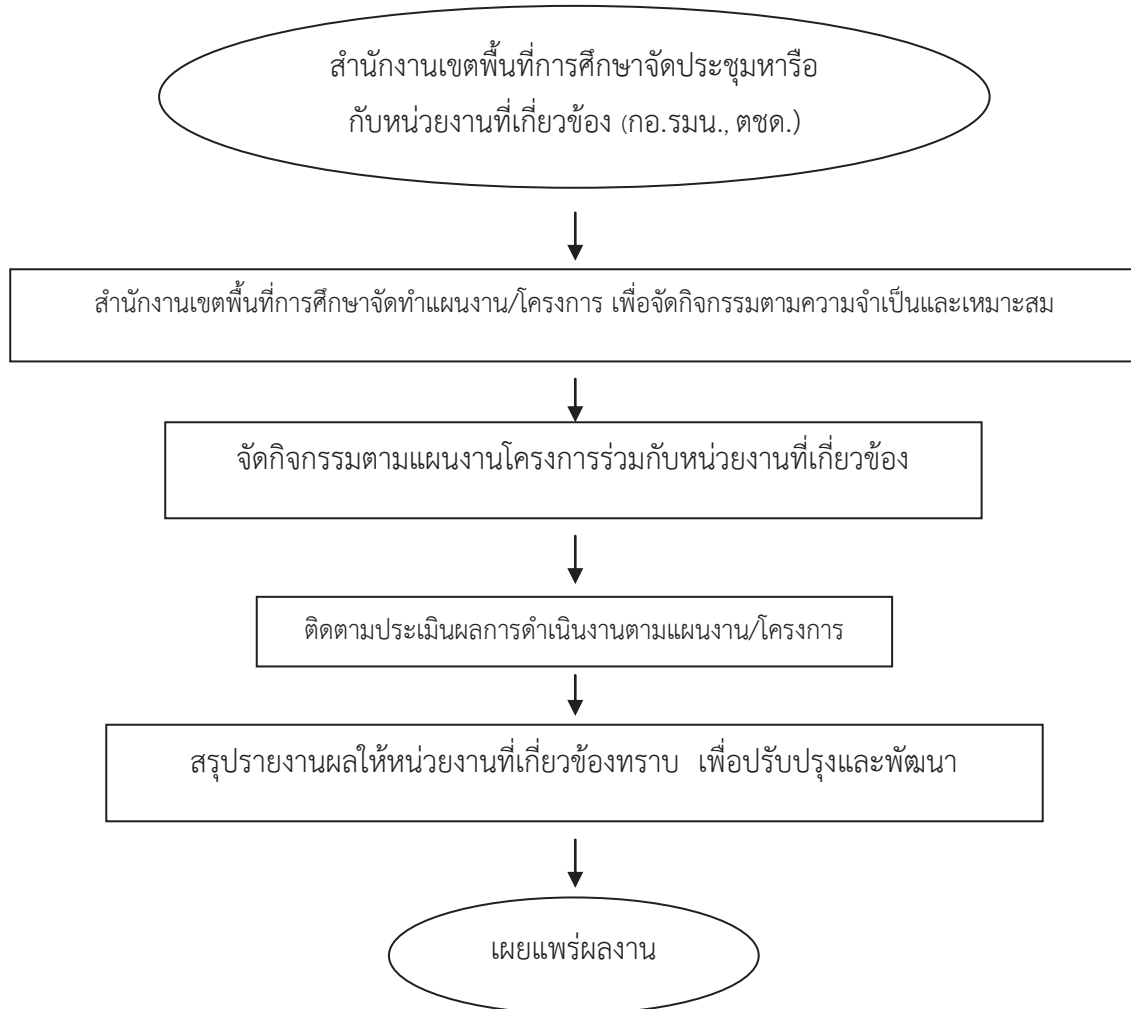 สำนักงานเขตพื้นที่การศึกษาจัดประชุมหารือ
กับหน่วยงานที่เกี่ยวข้อง (กอ.รมน., ตชด.)
สำนักงานเขตพื้นที่การศึกษาจัดทำแผนงาน/โครงการ เพื่อจัดกิจกรรมตามความจำเป็นและเหมาะสม
จัดกิจกรรมตามแผนงานโครงการร่วมกับหน่วยงานที่เกี่ยวข้อง
ติดตามประเมินผลการดำเนินงานตามแผนงาน/โครงการ
สรุปรายงานผลให้หน่วยงานที่เกี่ยวข้องทราบ เพื่อปรับปรุงและพัฒนา
เผยแพร่ผลงาน